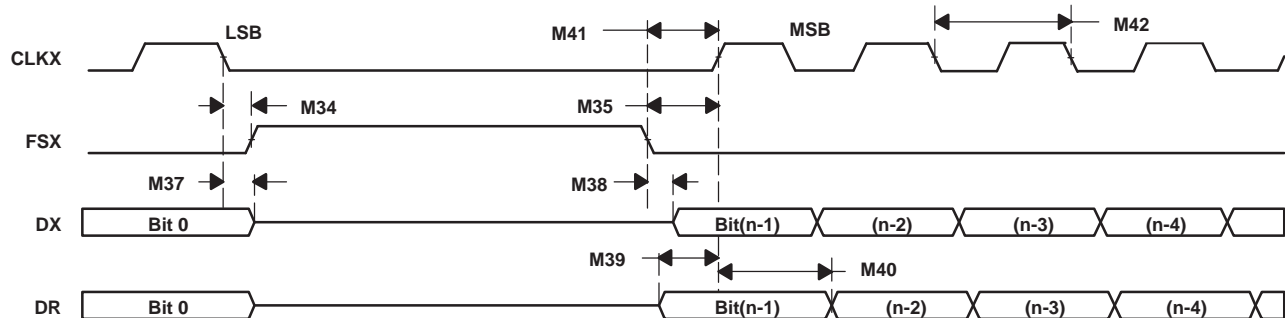 LSB
M41
MSB
M42
CLKX
M34
M35
FSX
M37
M38
DX
Bit 0
Bit(n-1)
(n-2)
(n-3)
(n-4)
M39
M40
DR
Bit 0
Bit(n-1)
(n-2)
(n-3)
(n-4)